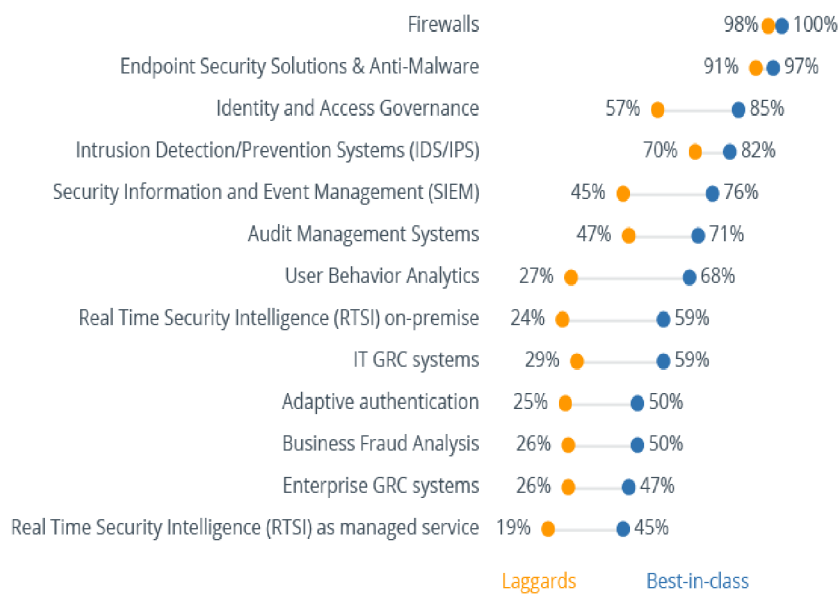 Firewalls 98% 100%
Endpoint Security Solutions & Anti-Malware 91% 97%
Identity and Access Governance 57% 85%
Intrusion Detection/Prevention Systems (IDS/IPS) 70% 82%
Security Information and Event Management (SIEM) 45% 76%
Audit Management Systems 47% 71%
User Behavior Analytics 27% 68%
Real Time Security Intelligence (RTSI) on-premise 24% 59%
IT GRC systems 29% 59%
Adaptive authentication 25% 50%
Business Fraud Analysis 26% 50%
Enterprise GRC systems 26% 47%
Real Time Security Intelligence (RTSI) as managed service 19% 45%
Laggards Best-in-class